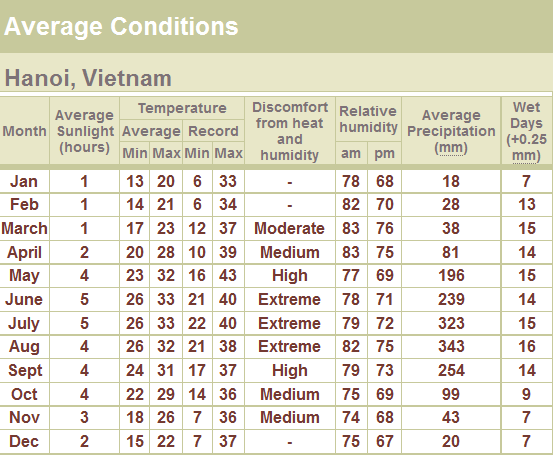 Average Conditions
Hanoi, Vietnam
Month Average Sunlight (hours) Temperature Discomfort from heat and humidity Relative humidity Average Precipitation (mm) Wet Days (+0.25 mm)
Average Record
Min Max Min Max am pm
Jan 1 13 20 6 33 - 78 68 18 7
Feb 1 14 21 6 34 - 82 70 28 13
March 1 17 23 12 37 Moderate 83 76 38 15
April 2 20 28 10 39 Medium 83 75 81 14
May 4 23 32 16 43 High 77 69 196 15
June 5 26 33 21 40 Extreme 78 71 239 14
July 5 26 33 22 40 Extreme 79 72 323 15
Aug 4 26 32 21 38 Extreme 82 75 343 16
Sept 4 24 31 17 37 High 79 73 254 14
Oct 4 22 29 14 36 Medium 75 69 99 9
Nov 3 18 26 7 36 Medium 74 68 43 7
Dec 2 15 22 7 37 - 75 67 20 7